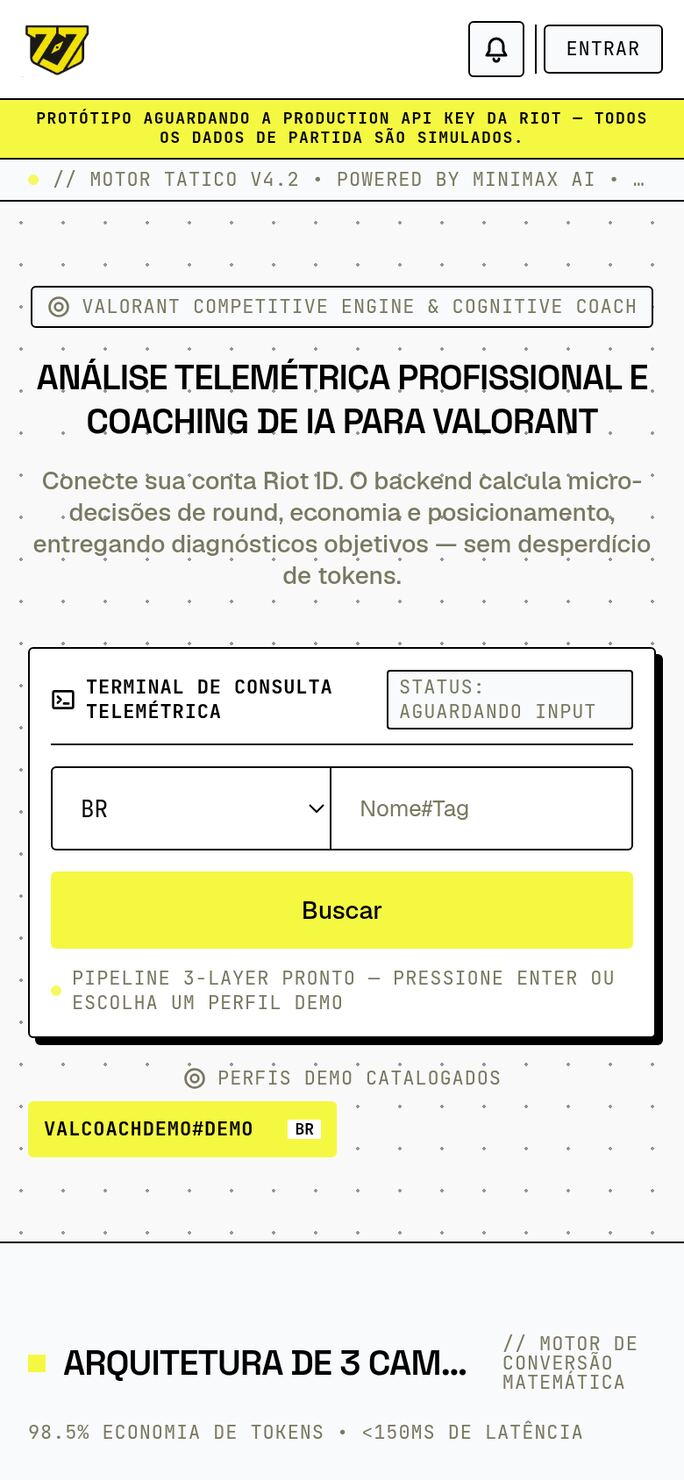 ENTRAR
PROTÓTIPO AGUARDANDO A PRODUCTION API KEY DA RIOT — TODOS
OS DADOS DE PARTIDA SÃO SIMULADOS.
// MOTOR TÁTICO V4.2 • POWERED BY MINIMAX AI • …
VALORANT COMPETITIVE ENGINE & COGNITIVE COACH
ANÁLISE TELEMÉTRICA PROFISSIONAL E
COACHING DE IA PARA VALORANT
Conecte sua conta Riot ID. O backend calcula micro-
decisões de round, economia e posicionamento,
entregando diagnósticos objetivos — sem desperdício
de tokens.
TERMINAL DE CONSULTA
TELEMÉTRICA
STATUS:
AGUARDANDO INPUT
BR
Nome#Tag
Buscar
PIPELINE 3-LAYER PRONTO — PRESSIONE ENTER OU
ESCOLHA UM PERFIL DEMO
PERFIS DEMO CATALOGADOS
VALCOACHDEMO#DEMO BR
ARQUITETURA DE 3 CAM...
// MOTOR DE
CONVERSÃO
MATEMÁTICA
98.5% ECONOMIA DE TOKENS • <150MS DE LATÊNCIA